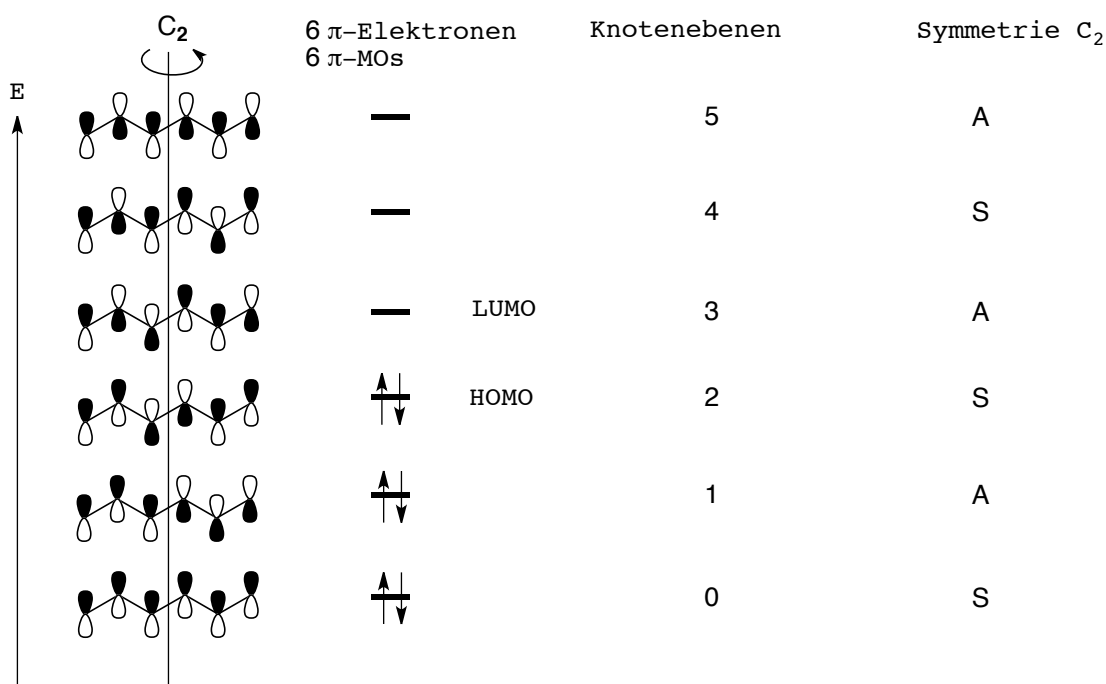 C₂ 6 π–Elektronen Knotenebenen Symmetrie C₂
6 π–MOs
E
5 A
4 S
LUMO 3 A
HOMO 2 S
1 A
0 S